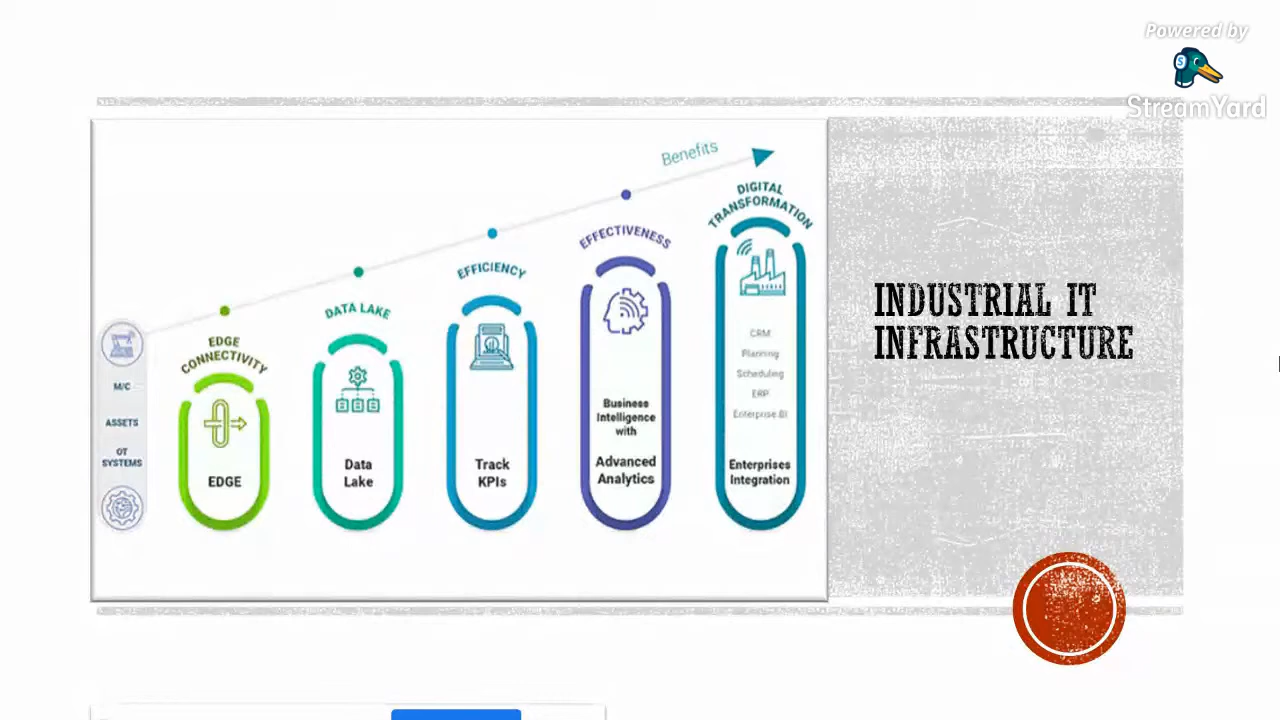 Powered by
StreamYard
Benefits
DIGITAL
TRANSFORMATION
EFFECTIVENESS
EFFICIENCY
DATA LAKE
EDGE
CONNECTIVITY
M/C
ASSETS
OT
SYSTEMS
EDGE
Data
Lake
Track
KPIs
Business
Intelligence
with
Advanced
Analytics
CRM
Planning
Scheduling
ERP
Enterprise BI
Enterprises
Integration
INDUSTRIAL IT
INFRASTRUCTURE